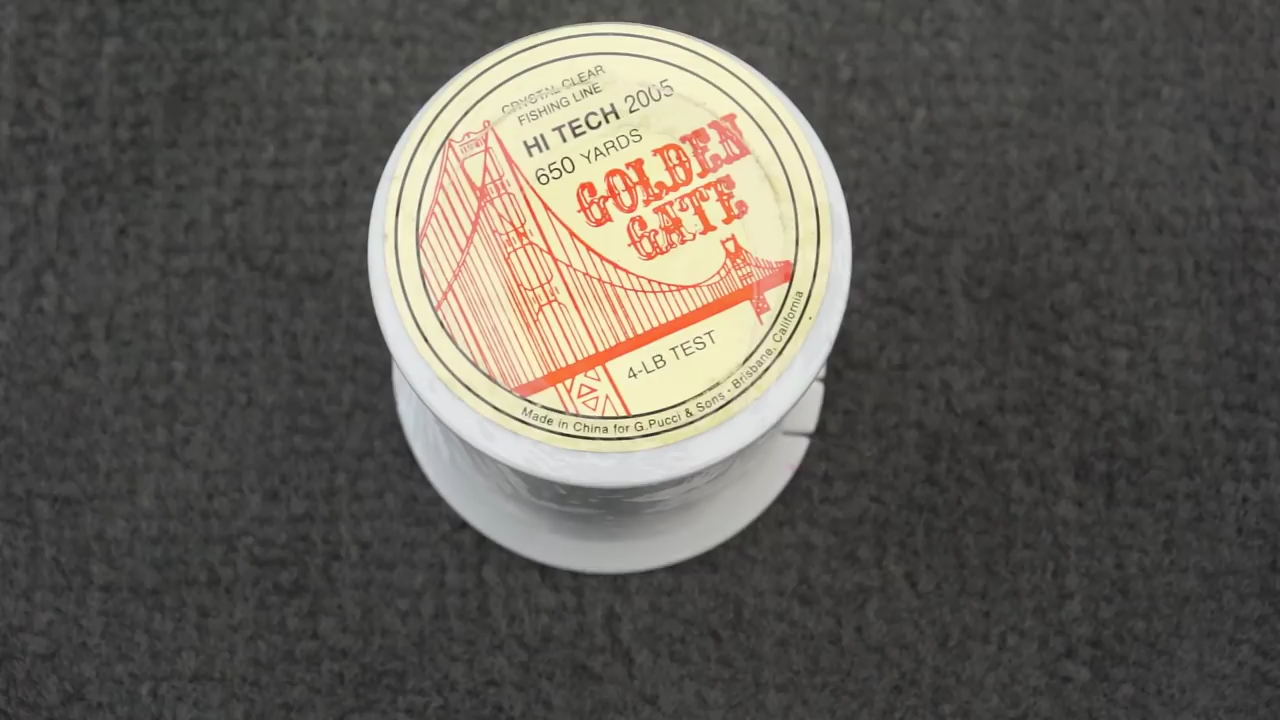 CRYSTAL CLEAR
FISHING LINE
HI TECH 2005
650 YARDS
GOLDEN
GATE
4-LB TEST
Made in China for G.Pucci & Sons - Brisbane, California